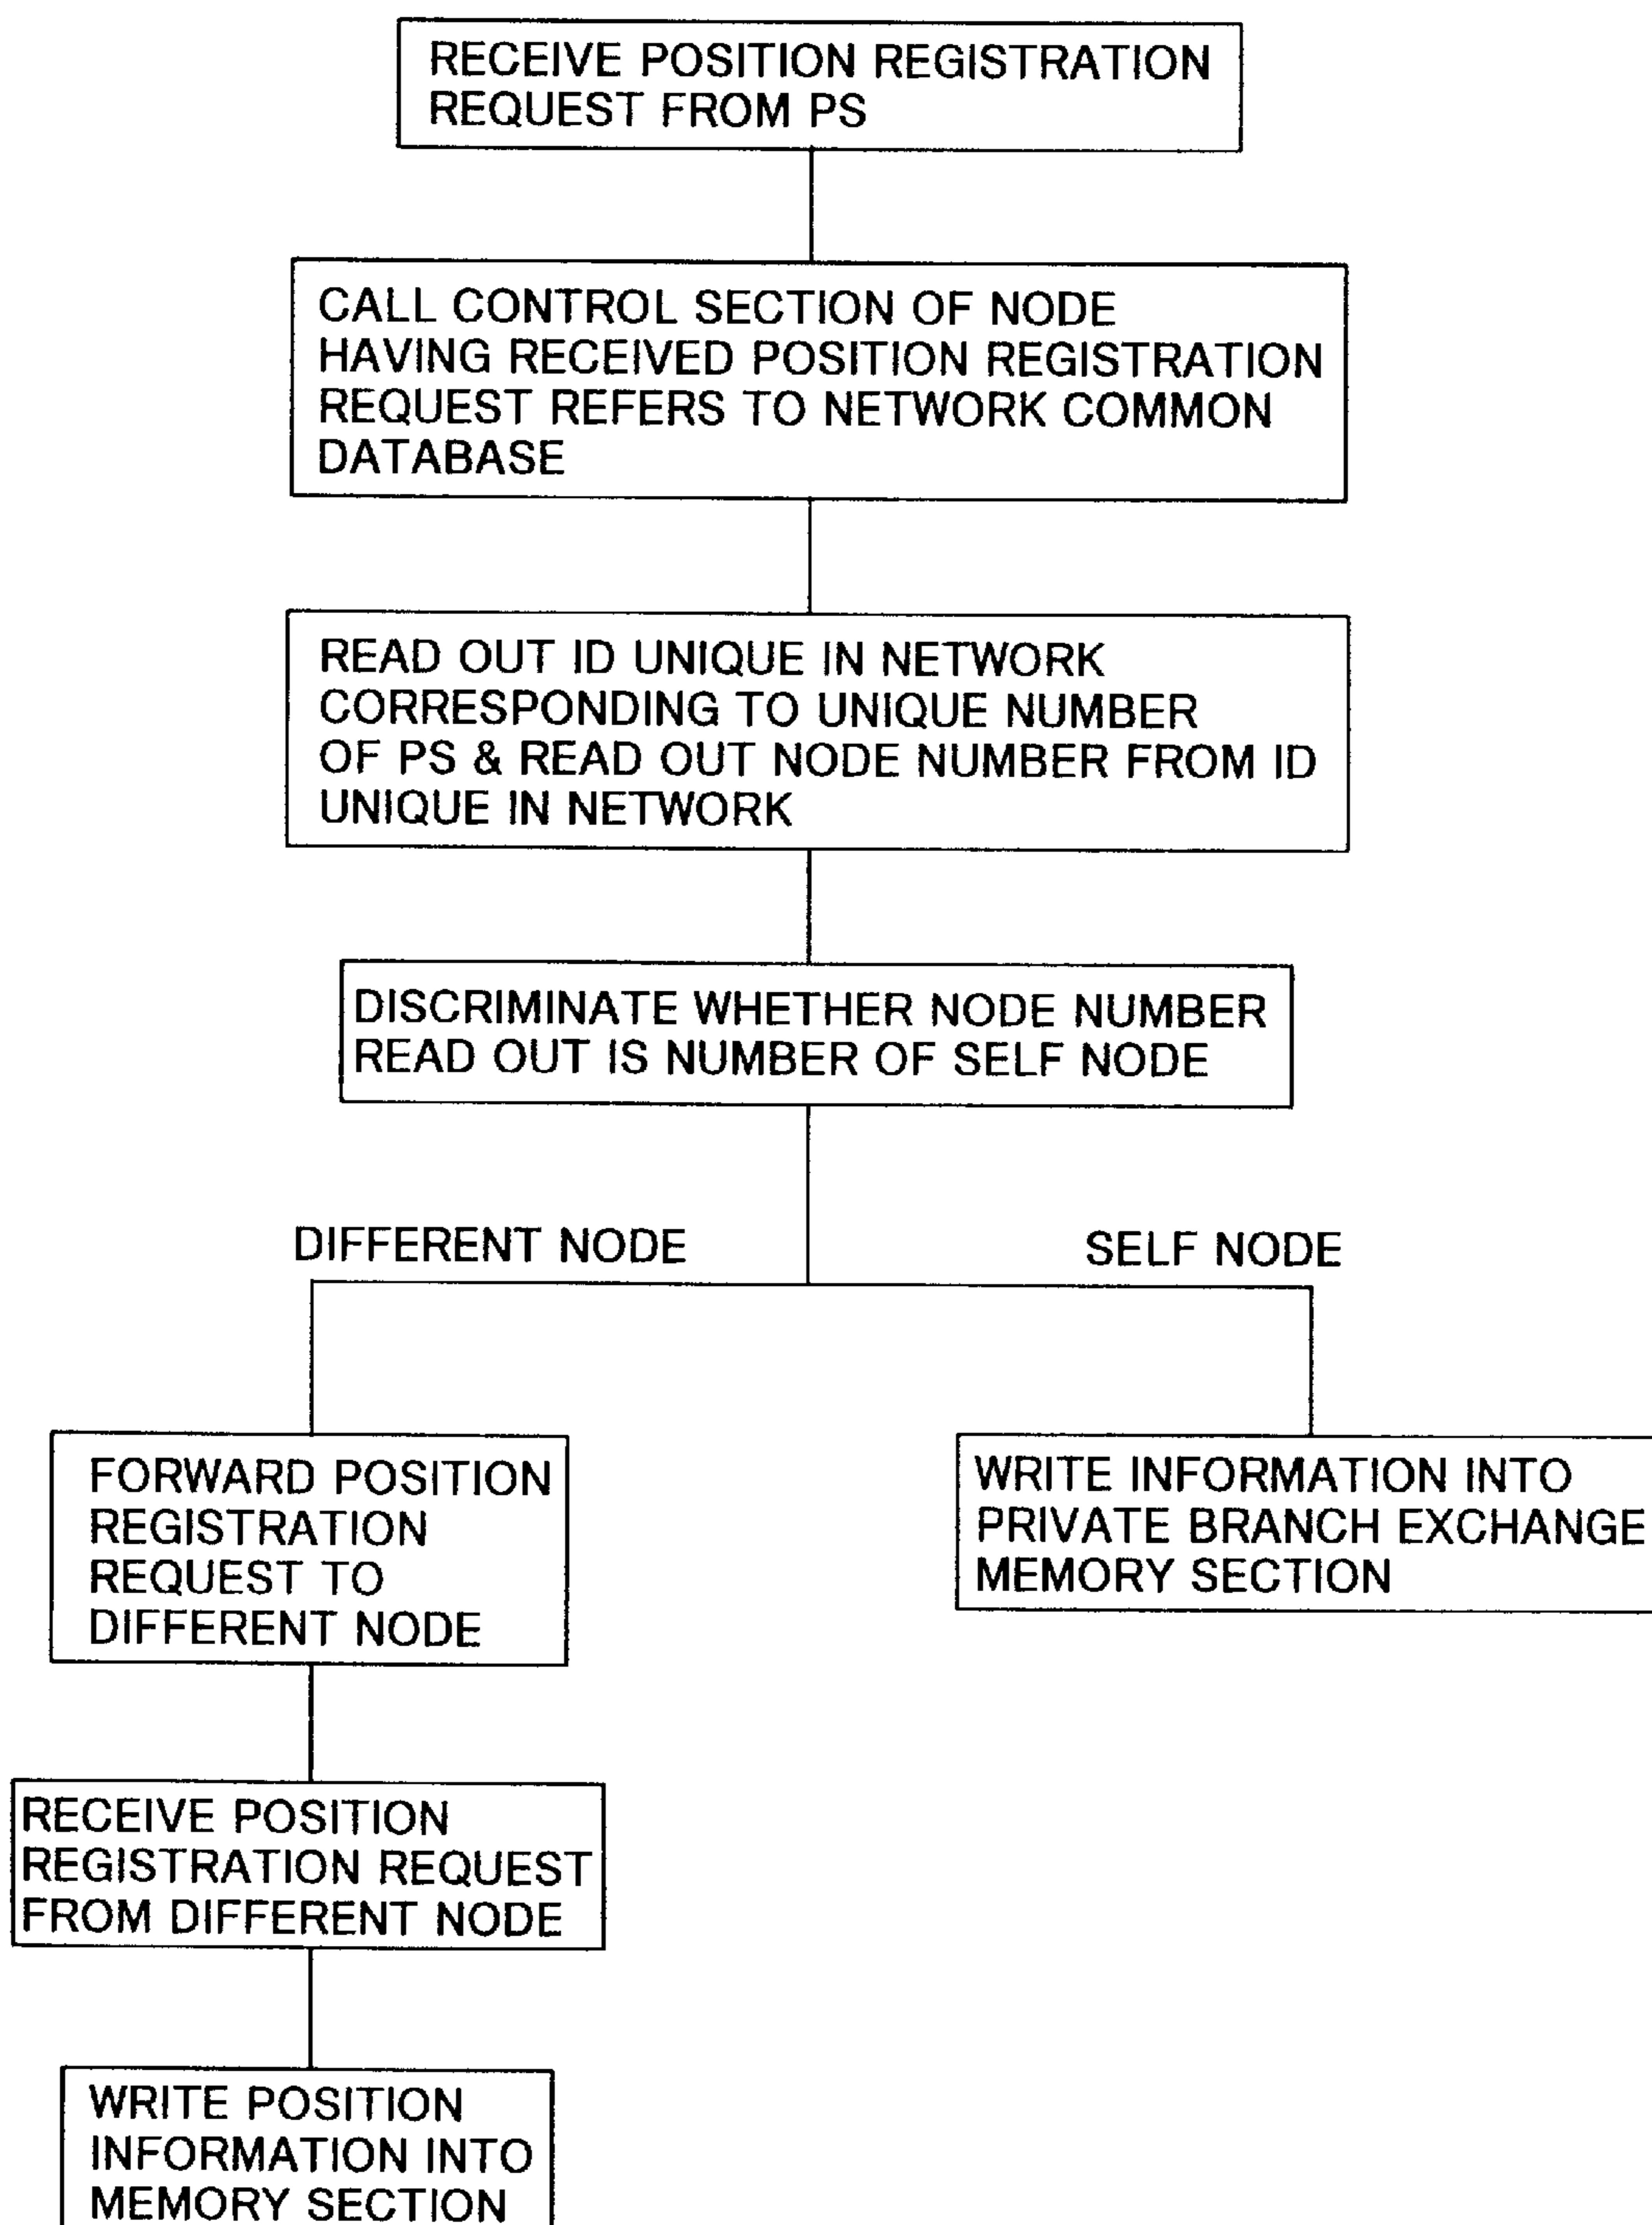 RECEIVE POSITION REGISTRATION
REQUEST FROM PS
CALL CONTROL SECTION OF NODE
HAVING RECEIVED POSITION REGISTRATION
REQUEST REFERS TO NETWORK COMMON
DATABASE
READ OUT ID UNIQUE IN NETWORK
CORRESPONDING TO UNIQUE NUMBER
OF PS & READ OUT NODE NUMBER FROM ID
UNIQUE IN NETWORK
DISCRIMINATE WHETHER NODE NUMBER
READ OUT IS NUMBER OF SELF NODE
DIFFERENT NODE
SELF NODE
FORWARD POSITION
REGISTRATION
REQUEST TO
DIFFERENT NODE
WRITE INFORMATION INTO
PRIVATE BRANCH EXCHANGE
MEMORY SECTION
RECEIVE POSITION
REGISTRATION REQUEST
FROM DIFFERENT NODE
WRITE POSITION
INFORMATION INTO
MEMORY SECTION